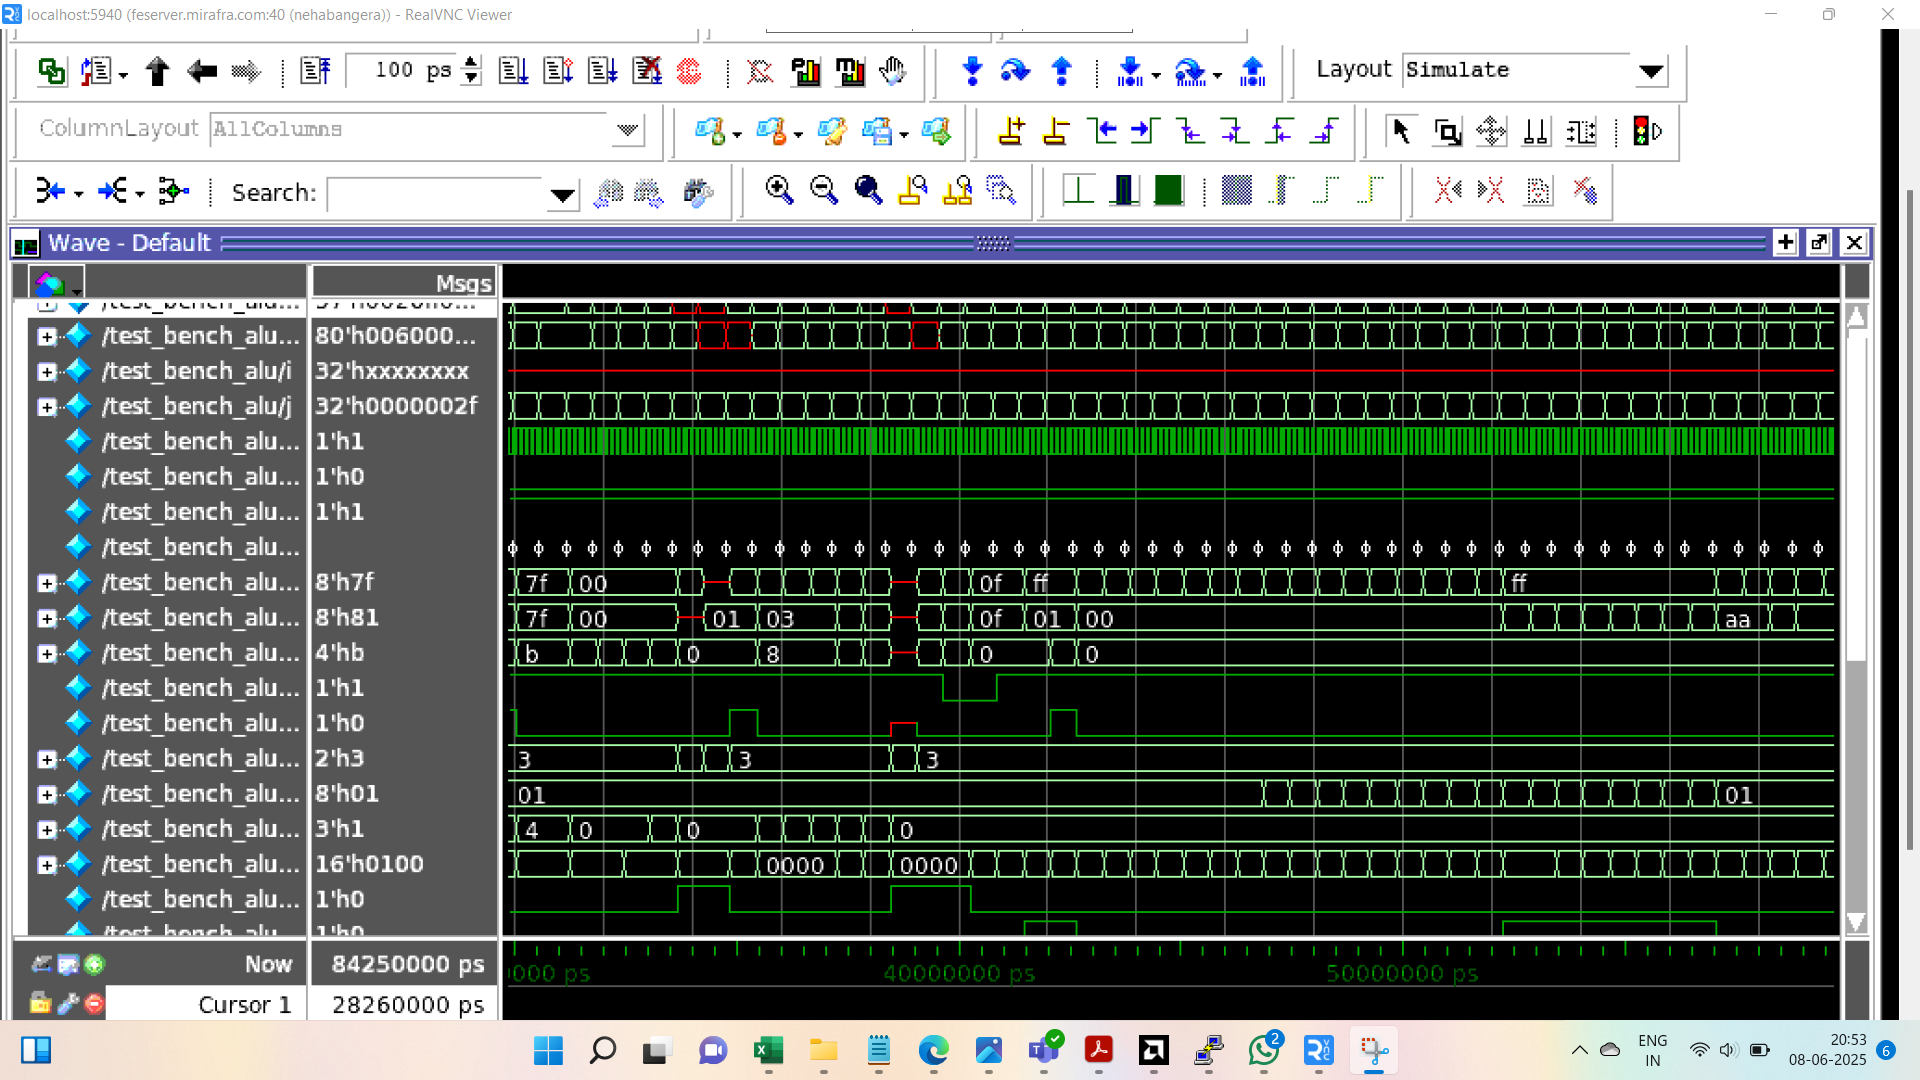 localhost:5940 (feserver.mirafra.com:40 (nehabangera)) - RealVNC Viewer
100 ps
Layout Simulate
ColumnLayout AllColumns
Search:
Wave - Default
Msgs
/test_bench_alu... 80'h006000...
/test_bench_alu/i 32'hxxxxxxxx
/test_bench_alu/j 32'h0000002f
/test_bench_alu... 1'h1
/test_bench_alu... 1'h0
/test_bench_alu... 1'h1
/test_bench_alu...
/test_bench_alu... 8'h7f 7f 00 0f ff ff
/test_bench_alu... 8'h81 7f 00 01 03 0f 01 00 aa
/test_bench_alu... 4'hb b 0 8 0 0
/test_bench_alu... 1'h1
/test_bench_alu... 1'h0
/test_bench_alu... 2'h3 3 3 3
/test_bench_alu... 8'h01 01 01
/test_bench_alu... 3'h1 4 0 0 0
/test_bench_alu... 16'h0100 0000 0000
/test_bench_alu... 1'h0
Now 84250000 ps 000 ps 40000000 ps 50000000 ps
Cursor 1 28260000 ps
2
ENG
IN
20:53
08-06-2025
6